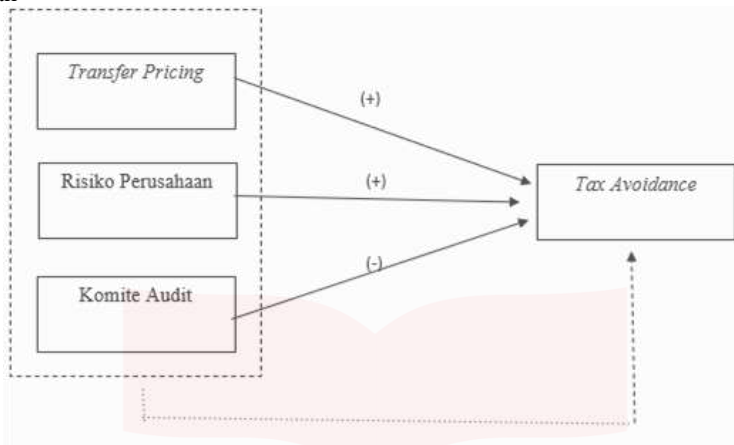 Transfer Pricing
(+)
Risiko Perusahaan
(+)
Tax Avoidance
(-)
Komite Audit